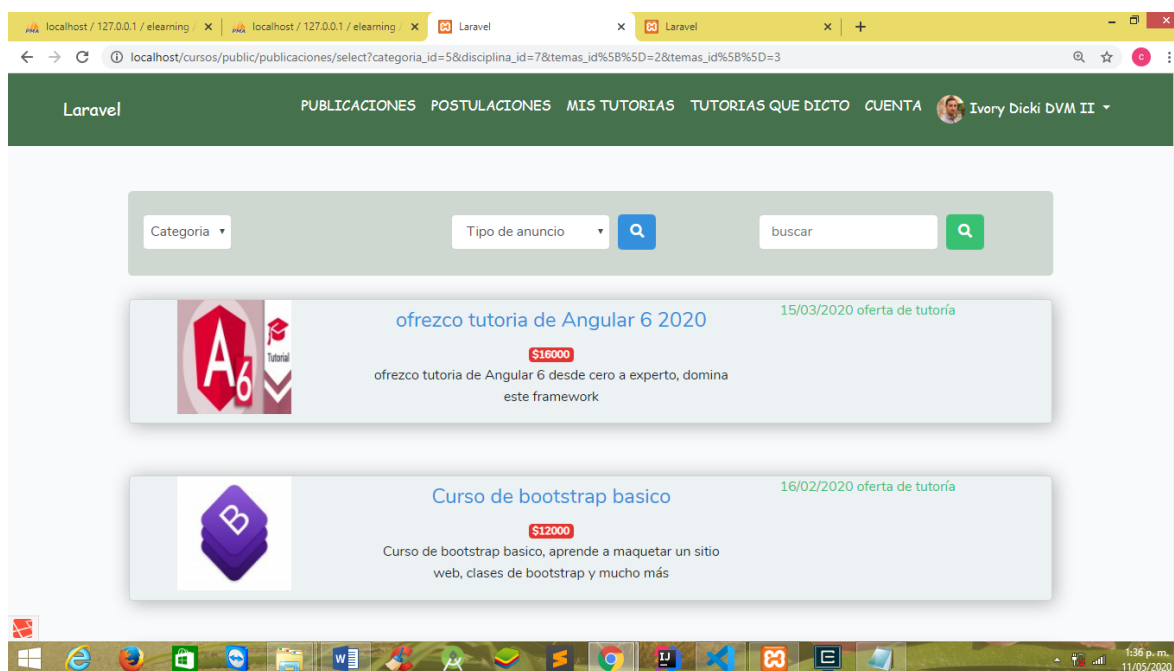 localhost / 127.0.0.1 / elearning /
localhost / 127.0.0.1 / elearning /
Laravel
Laravel
localhost/cursos/public/publicaciones/select?categoria_id=5&disciplina_id=7&temas_id%5B%5D=2&temas_id%5B%5D=3
c
Laravel
PUBLICACIONES POSTULACIONES MIS TUTORIAS TUTORIAS QUE DICTO CUENTA Ivory Dicki DVM II
Categoria
Tipo de anuncio
buscar
A6
Tutorial
ofrezco tutoria de Angular 6 2020
15/03/2020 oferta de tutoría
$16000
ofrezco tutoria de Angular 6 desde cero a experto, domina
este framework
B
Curso de bootstrap basico
16/02/2020 oferta de tutoría
$12000
Curso de bootstrap basico, aprende a maquetar un sitio
web, clases de bootstrap y mucho más
1:36 p. m.